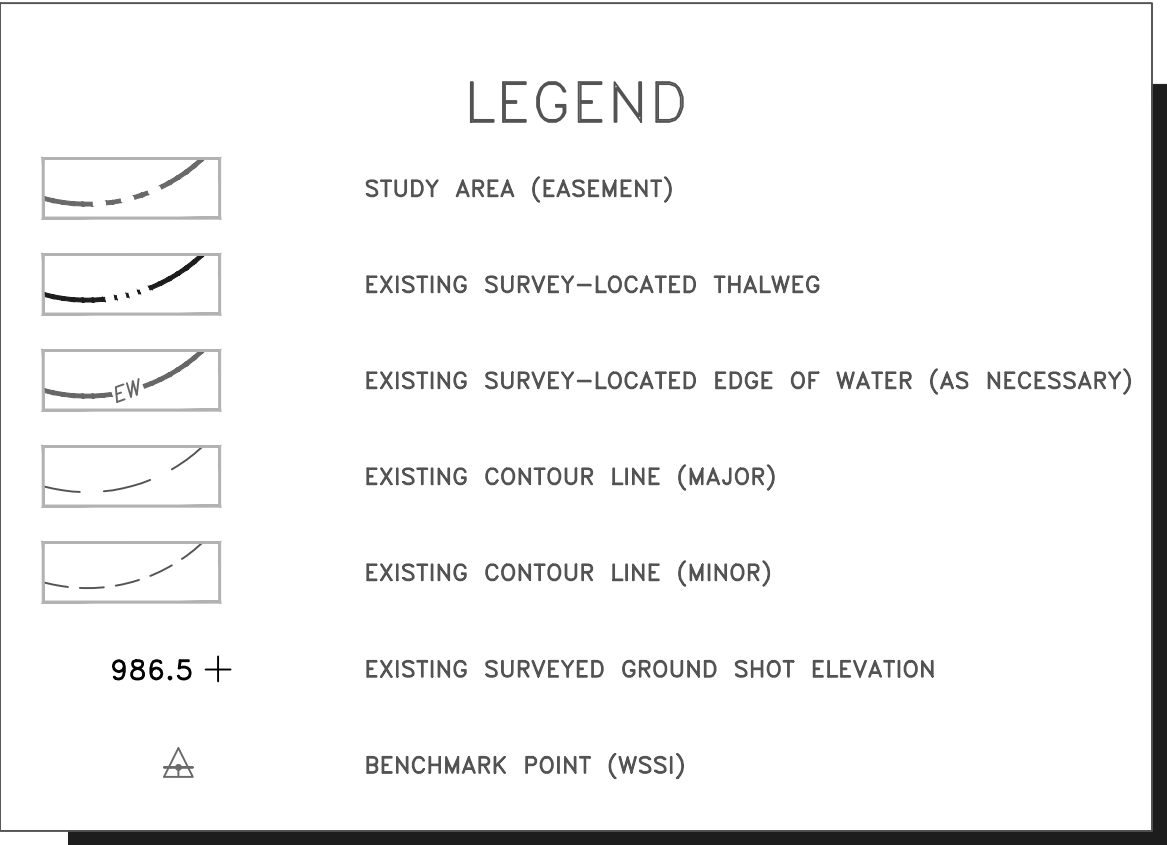 LEGEND
STUDY AREA (EASEMENT)
EXISTING SURVEY–LOCATED THALWEG
EW EXISTING SURVEY–LOCATED EDGE OF WATER (AS NECESSARY)
EXISTING CONTOUR LINE (MAJOR)
EXISTING CONTOUR LINE (MINOR)
986.5 + EXISTING SURVEYED GROUND SHOT ELEVATION
BENCHMARK POINT (WSSI)